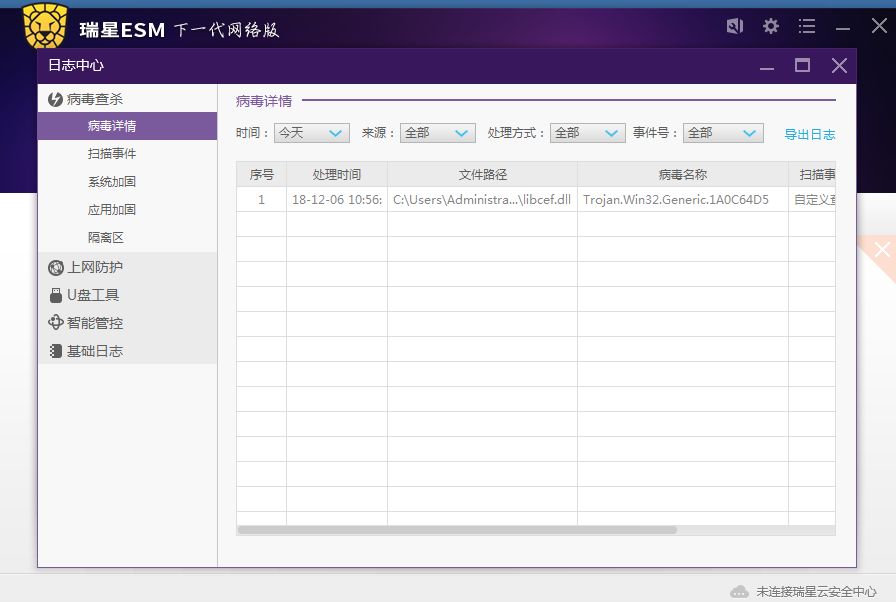 瑞星ESM 下一代网络版
日志中心
病毒查杀
病毒详情
扫描事件
系统加固
应用加固
隔离区
上网防护
U盘工具
智能管控
基础日志
病毒详情
时间： 今天 来源： 全部 处理方式： 全部 事件号： 全部 导出日志
序号 处理时间 文件路径 病毒名称 扫描事
1 18-12-06 10:56: C:\Users\Administra...\libcef.dll Trojan.Win32.Generic.1A0C64D5 自定义查
未连接瑞星云安全中心